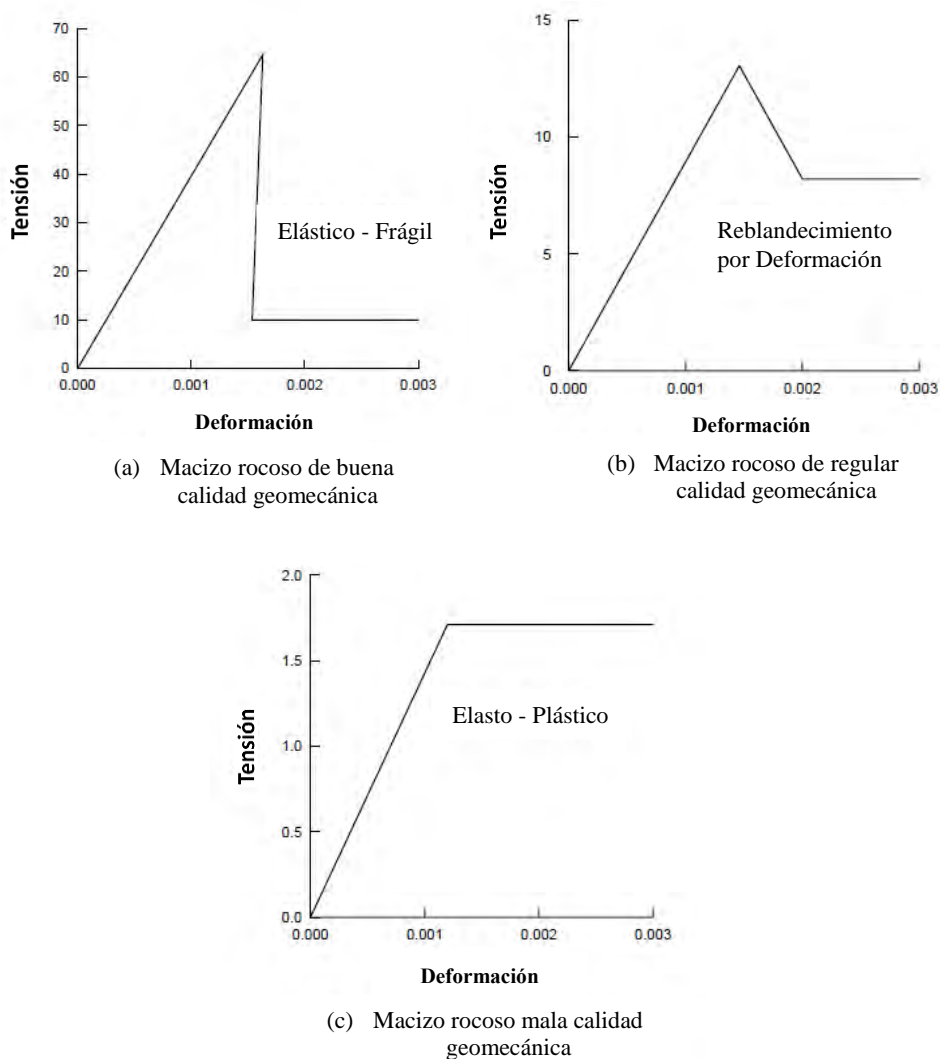 70
60
50
40
30
20
10
0
Tensión
Elástico - Frágil
0.000
0.001
0.002
0.003
Deformación
(a) Macizo rocoso de buena
calidad geomecánica
15
10
5
0
Tensión
Reblandecimiento
por Deformación
0.000
0.001
0.002
0.003
Deformación
(b) Macizo rocoso de regular
calidad geomecánica
2.0
1.5
1.0
0.5
0.0
Tensión
Elasto - Plástico
0.000
0.001
0.002
0.003
Deformación
(c) Macizo rocoso mala calidad
geomecánica